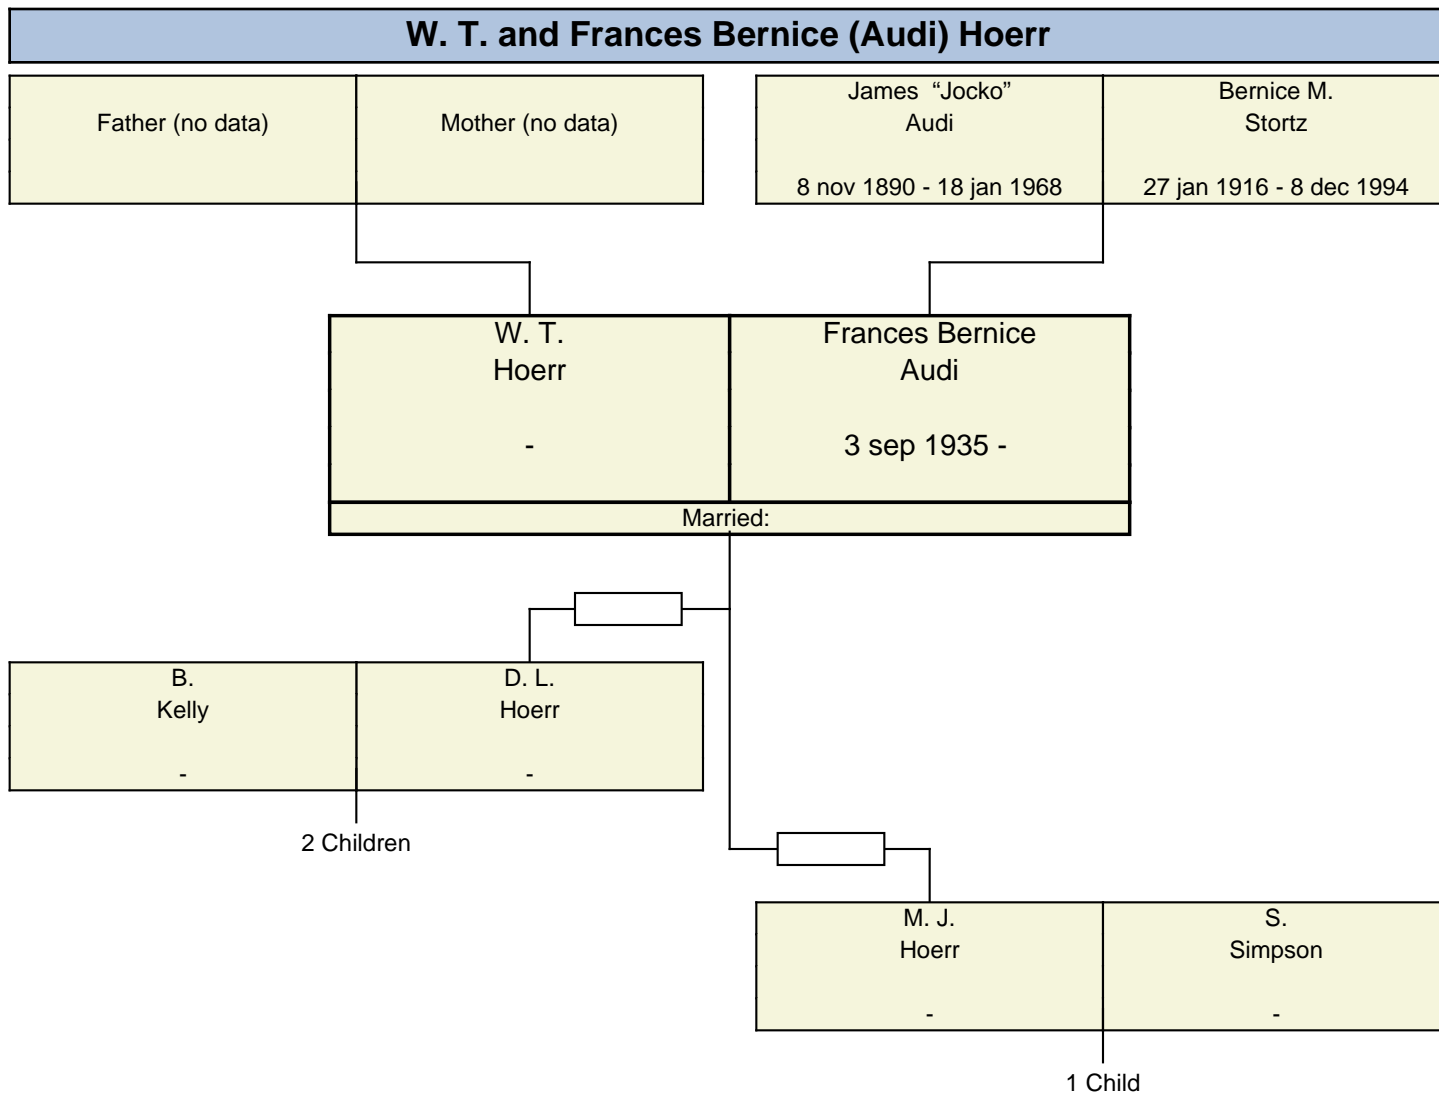 W. T. and Frances Bernice (Audi) Hoerr
Father (no data)
Mother (no data)
James  “Jocko”
Audi
8 nov 1890 - 18 jan 1968
Bernice M.
Stortz
27 jan 1916 - 8 dec 1994
W. T.
Hoerr
-
Frances Bernice
Audi
3 sep 1935 -
Married:
B.
Kelly
-
D. L.
Hoerr
-
2 Children
M. J.
Hoerr
-
S.
Simpson
-
1 Child